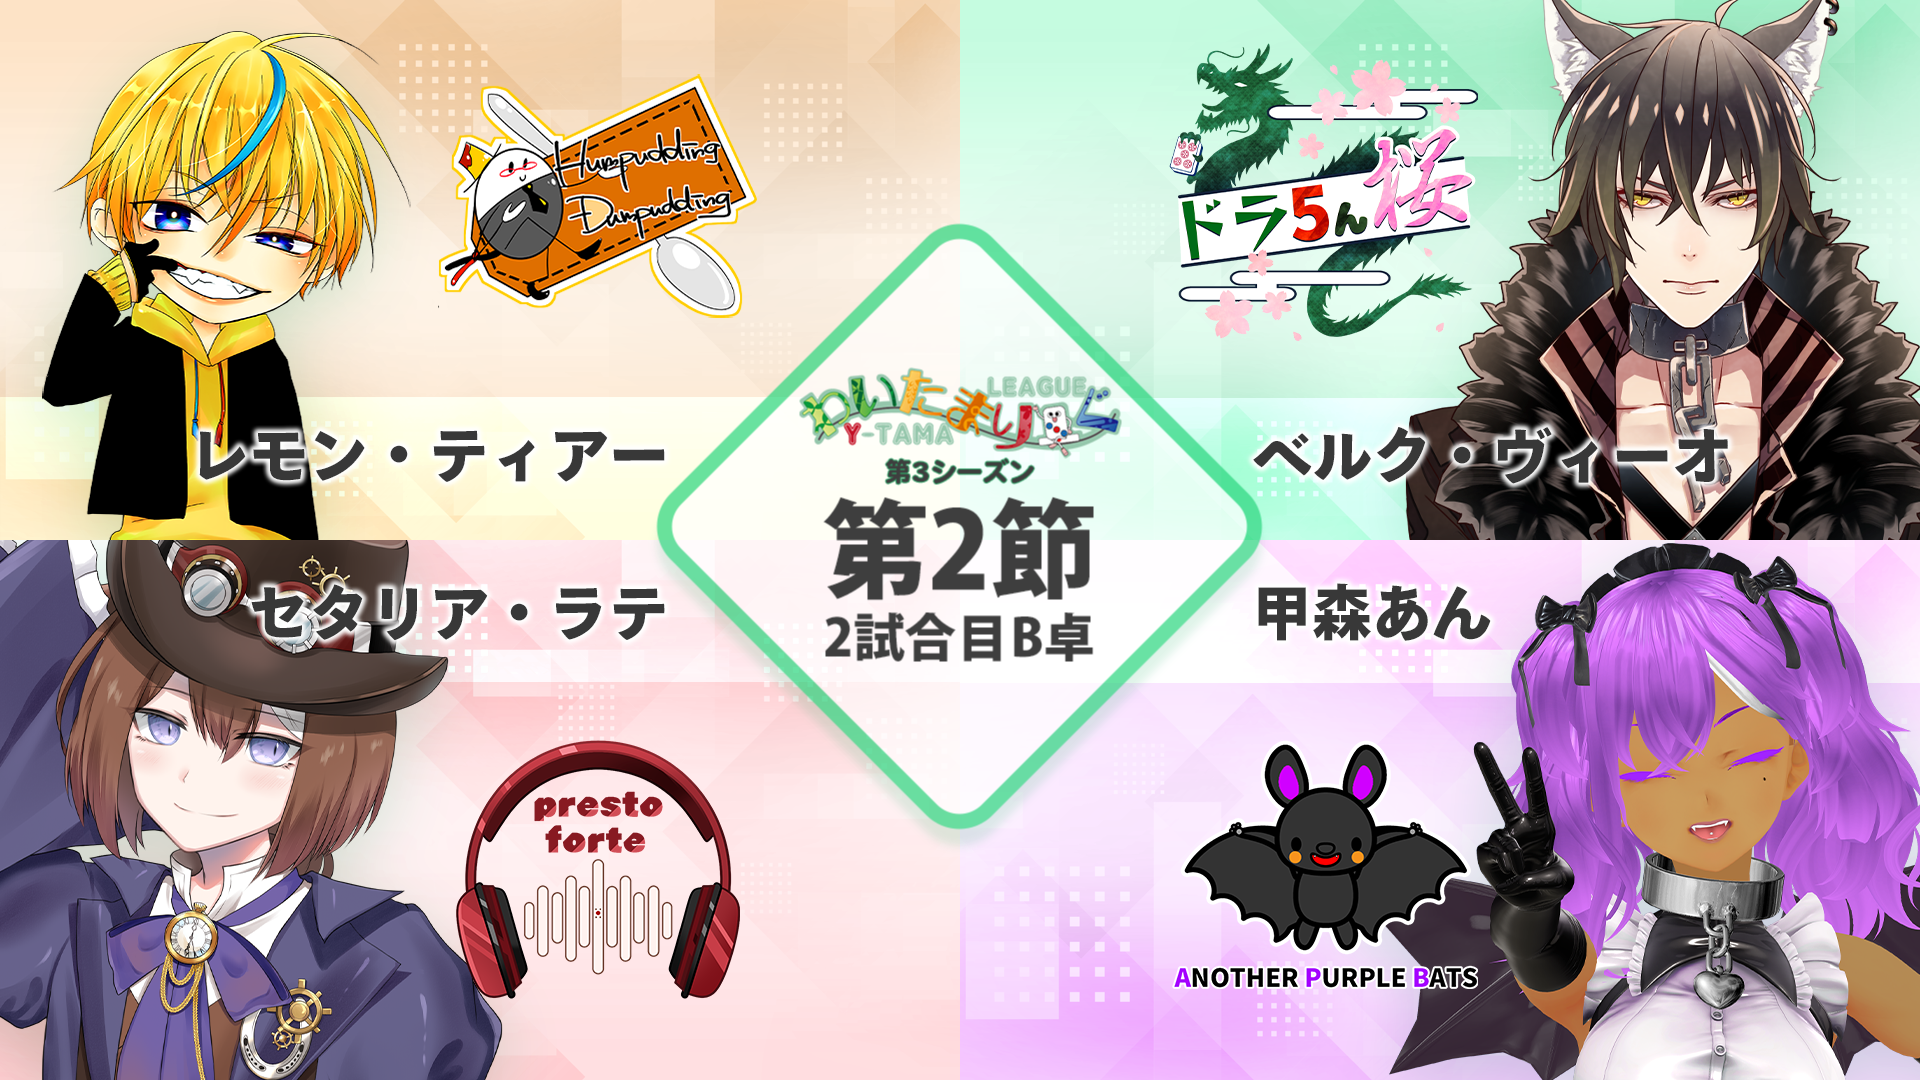 Humpudding
Dumpudding
レモン・ティアー
ドラ5ん桜
ベルク・ヴィーオ
わいたまりーぐ
LEAGUE
Y-TAMA
第3シーズン
第2節
2試合目B卓
セタリア・ラテ
presto
forte
甲森あん
ANOTHER PURPLE BATS